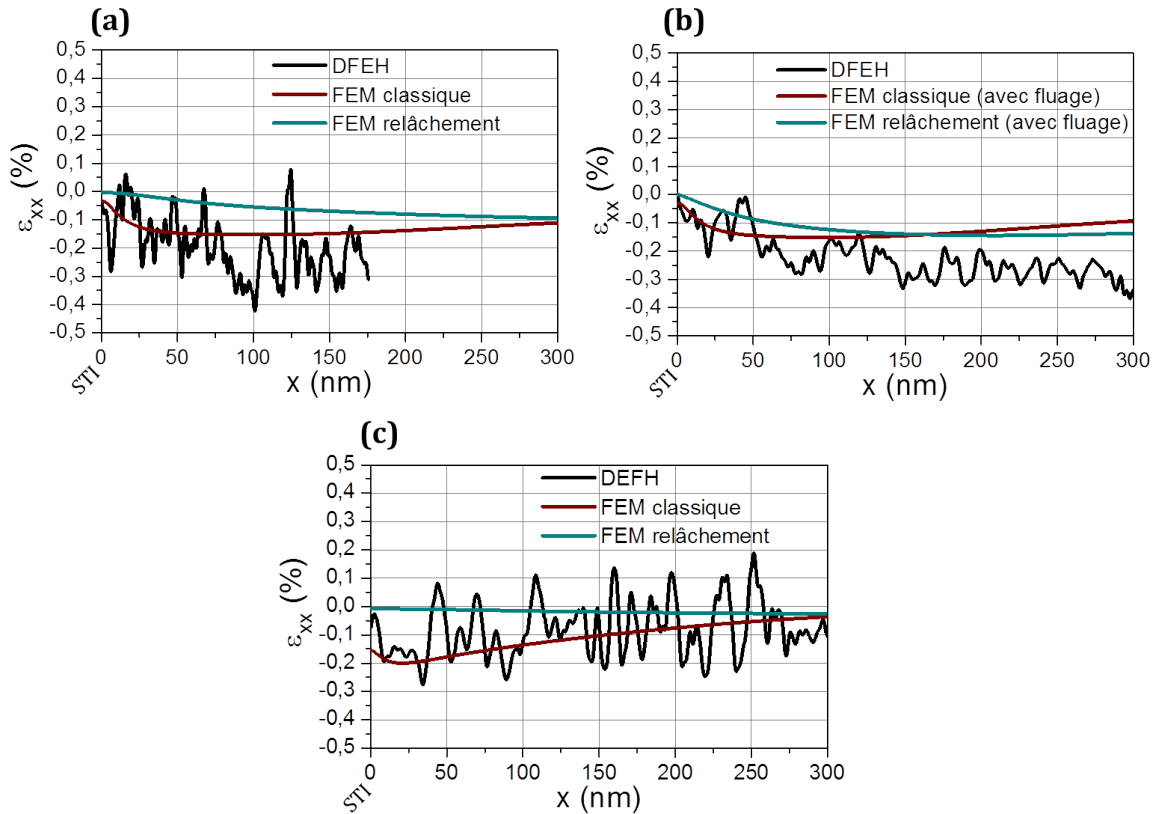 (a)
0,5
0,4
0,3
0,2
0,1
0,0
-0,1
-0,2
-0,3
-0,4
-0,5
εxx (%)
DFEH
FEM classique
FEM relâchement
0 50 100 150 200 250 300
STI
x (nm)
(b)
0,5
0,4
0,3
0,2
0,1
0,0
-0,1
-0,2
-0,3
-0,4
-0,5
εxx (%)
DFEH
FEM classique (avec fluage)
FEM relâchement (avec fluage)
0 50 100 150 200 250 300
STI
x (nm)
(c)
0,5
0,4
0,3
0,2
0,1
0,0
-0,1
-0,2
-0,3
-0,4
-0,5
εxx (%)
DEFH
FEM classique
FEM relâchement
0 50 100 150 200 250 300
STI
x (nm)